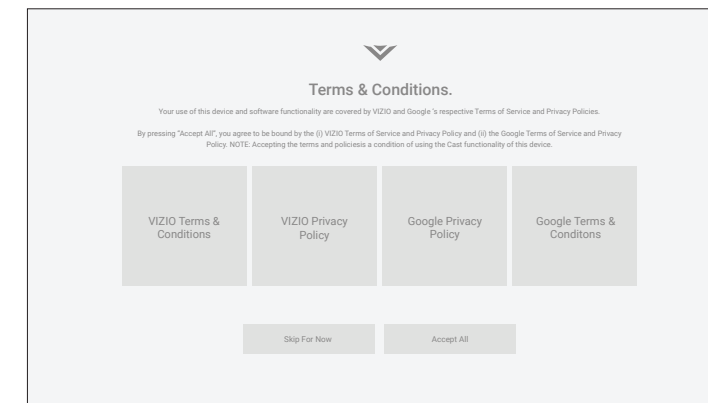 Terms & Conditions.
Your use of this device and software functionality are covered by VIZIO and Google 's respective Terms of Service and Privacy Policies.
By pressing "Accept All", you agree to be bound by the (i) VIZIO Terms of Service and Privacy Policy and (ii) the Google Terms of Service and Privacy
Policy. NOTE: Accepting the terms and policiesis a condition of using the Cast functionality of this device.
VIZIO Terms &
Conditions
VIZIO Privacy
Policy
Google Privacy
Policy
Google Terms &
Conditons
Skip For Now
Accept All